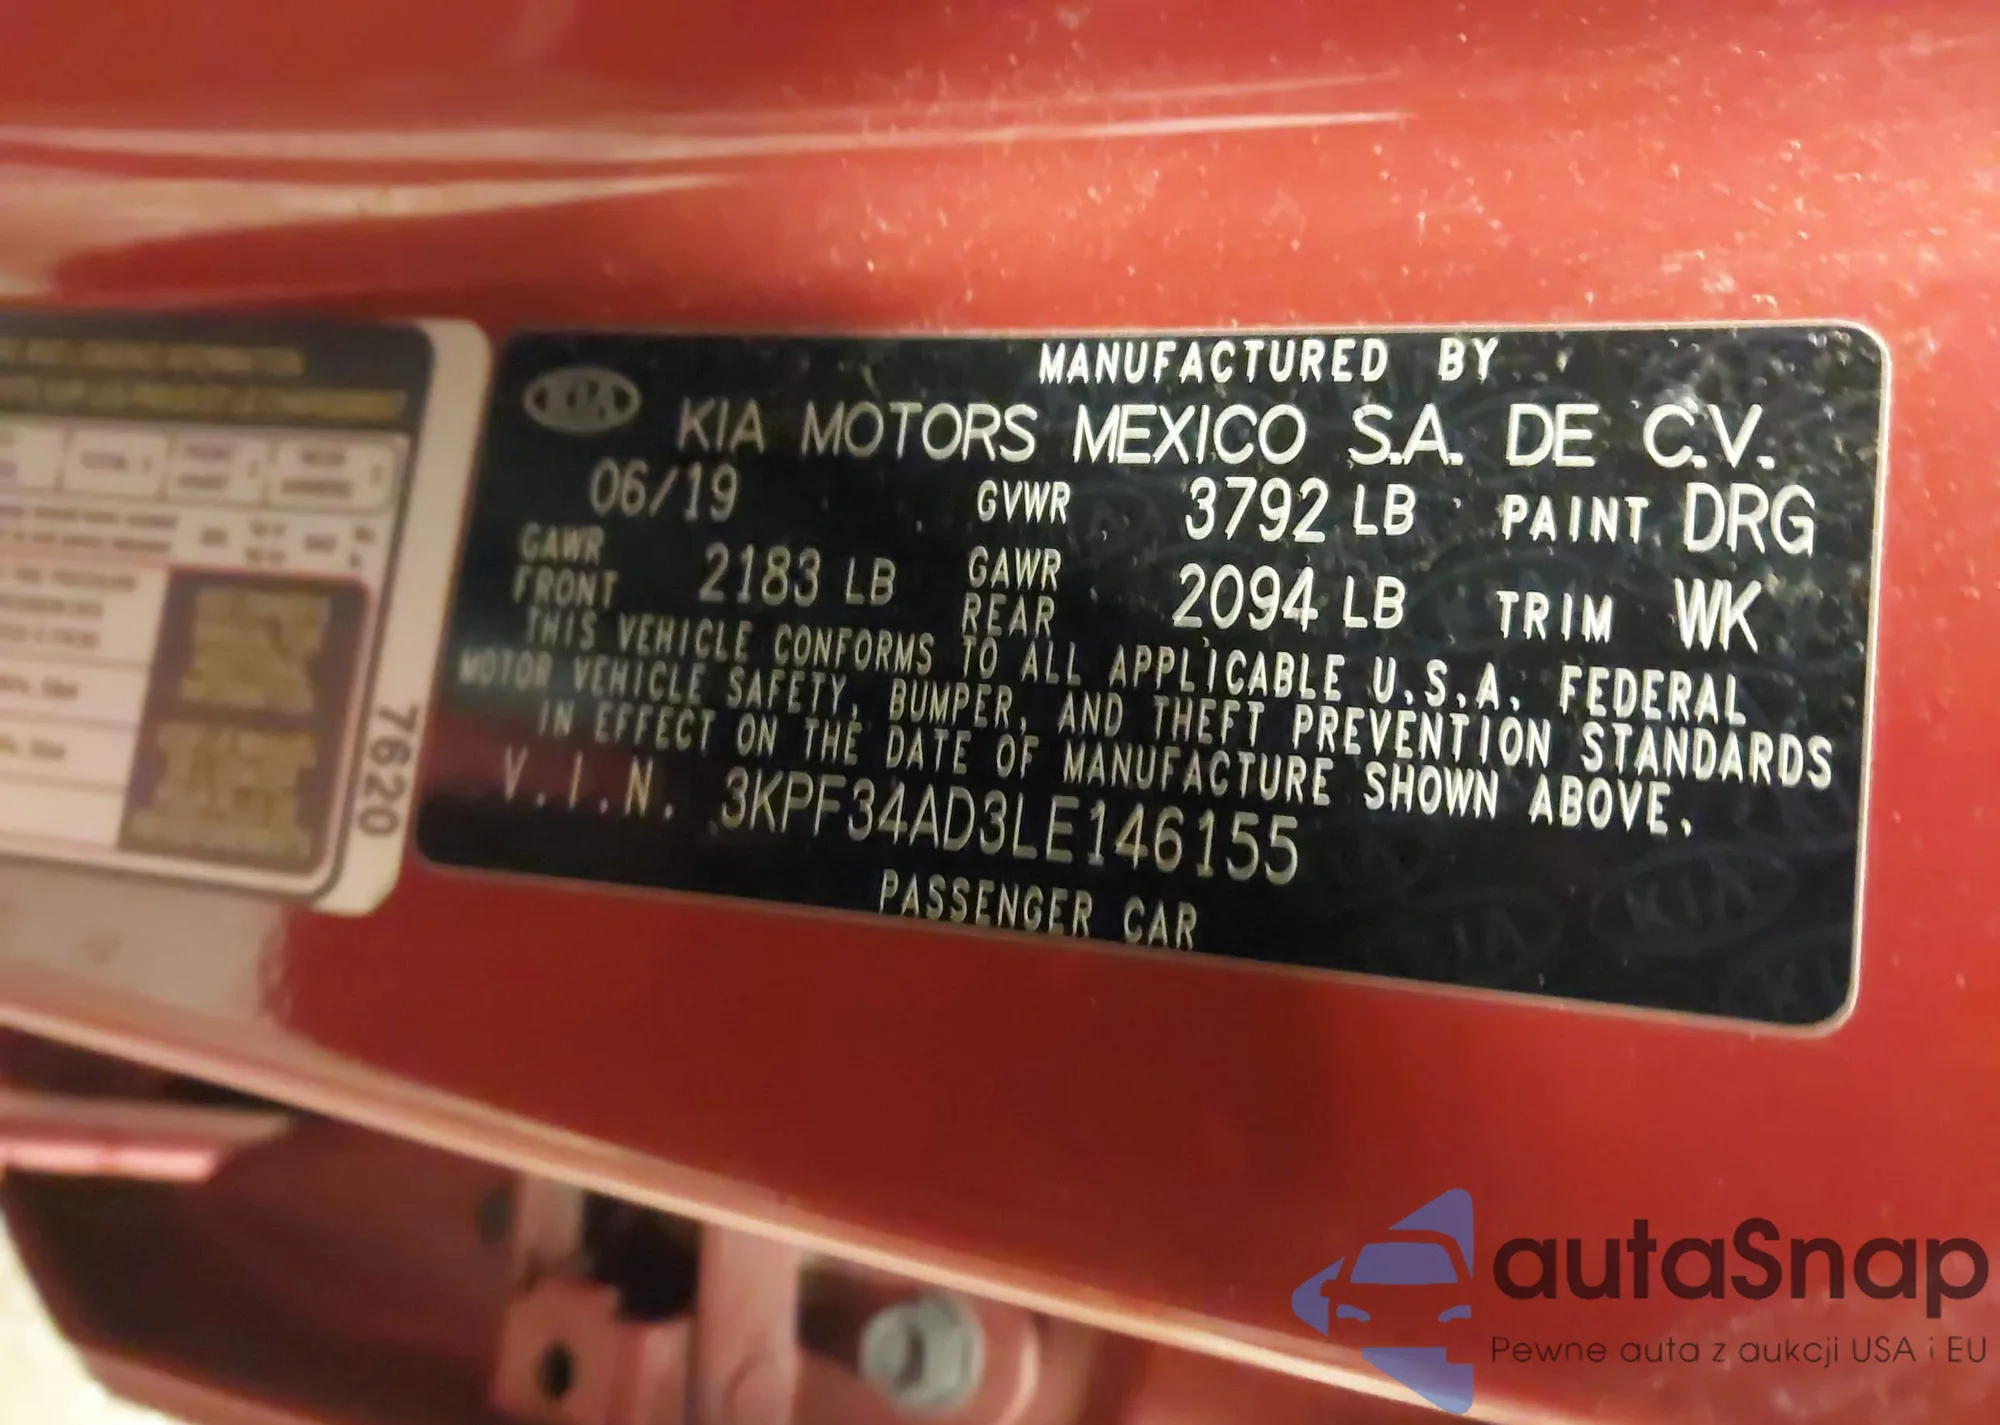 MANUFACTURED BY
KIA
KIA MOTORS MEXICO S.A. DE C.V.
06/19 GVWR 3792 LB PAINT DRG
GAWR FRONT 2183 LB GAWR REAR 2094 LB TRIM WK
THIS VEHICLE CONFORMS TO ALL APPLICABLE U.S.A. FEDERAL
MOTOR VEHICLE SAFETY, BUMPER, AND THEFT PREVENTION STANDARDS
IN EFFECT ON THE DATE OF MANUFACTURE SHOWN ABOVE.
V.I.N. 3KPF34AD3LE146155
PASSENGER CAR
7620
autaSnap
Pewne auta z aukcji USA i EU